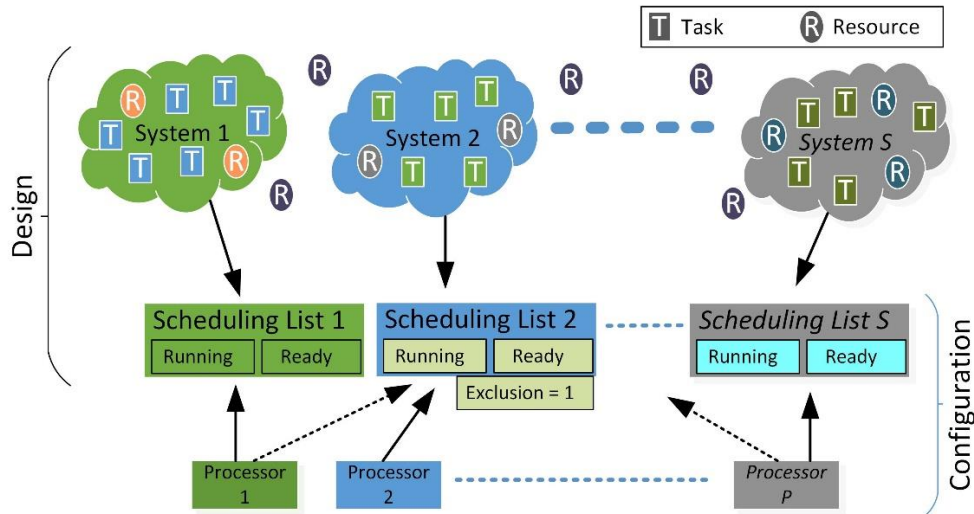 T Task R Resource
Design
R R R
R T T T
T System 1 T
T T R
R
T T T
System 2 R
R T T
T T R T
R System S
T T R
R
Scheduling List 1
Running Ready
Scheduling List 2
Running Ready
Exclusion = 1
Scheduling List S
Running Ready
Configuration
Processor
1
Processor
2
Processor
P